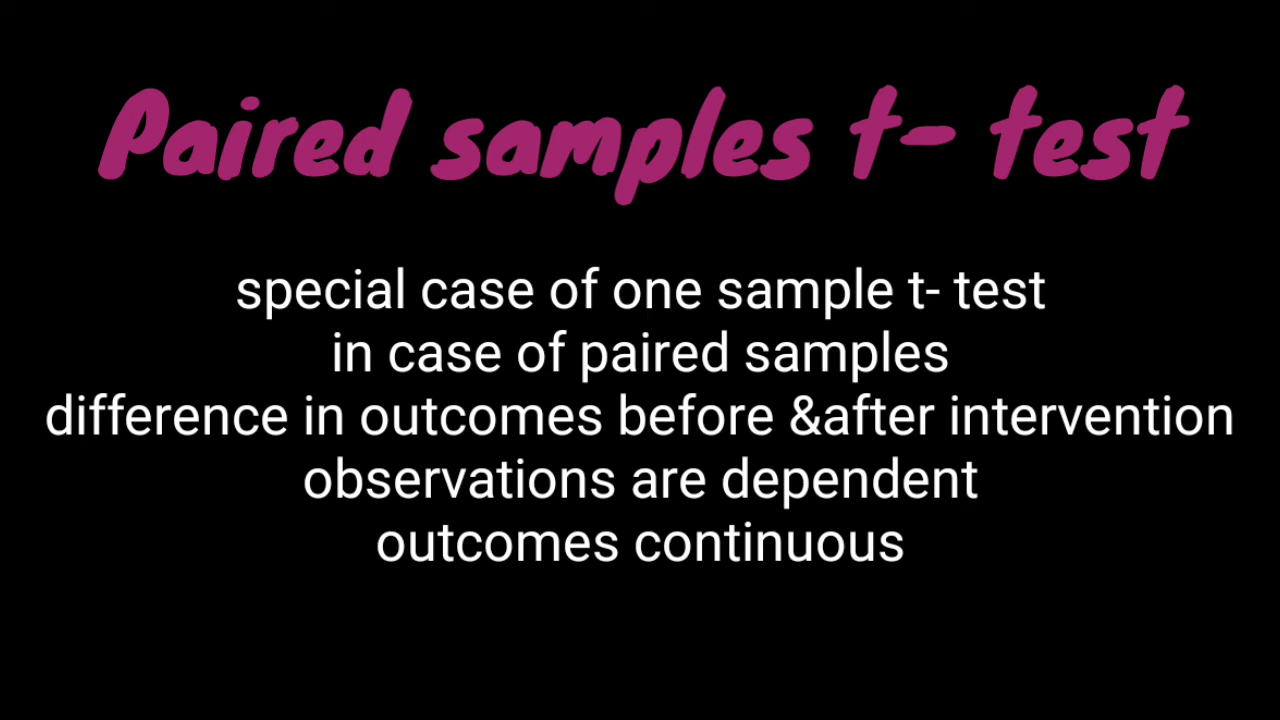 Paired samples t- test
special case of one sample t- test
in case of paired samples
difference in outcomes before &after intervention
observations are dependent
outcomes continuous